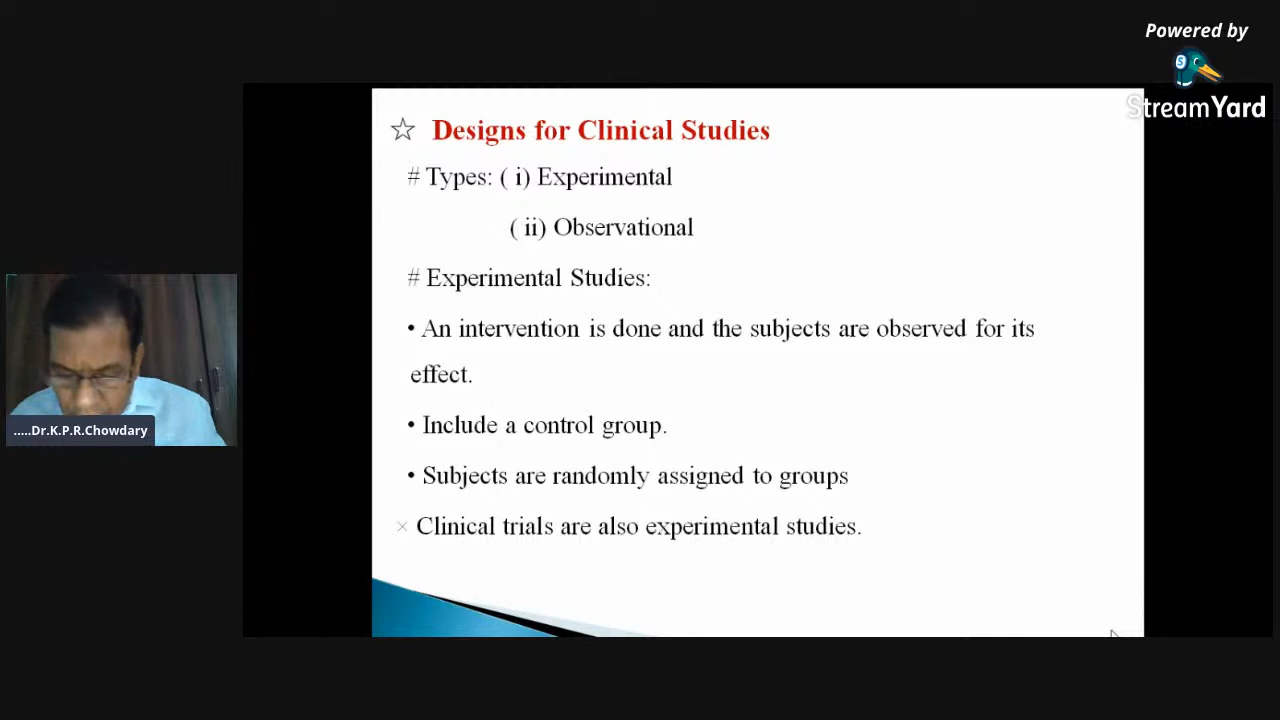 Powered by
StreamYard
☆ Designs for Clinical Studies
# Types: ( i) Experimental
( ii) Observational
# Experimental Studies:
• An intervention is done and the subjects are observed for its
effect.
• Include a control group.
• Subjects are randomly assigned to groups
× Clinical trials are also experimental studies.
.....Dr.K.P.R.Chowdary